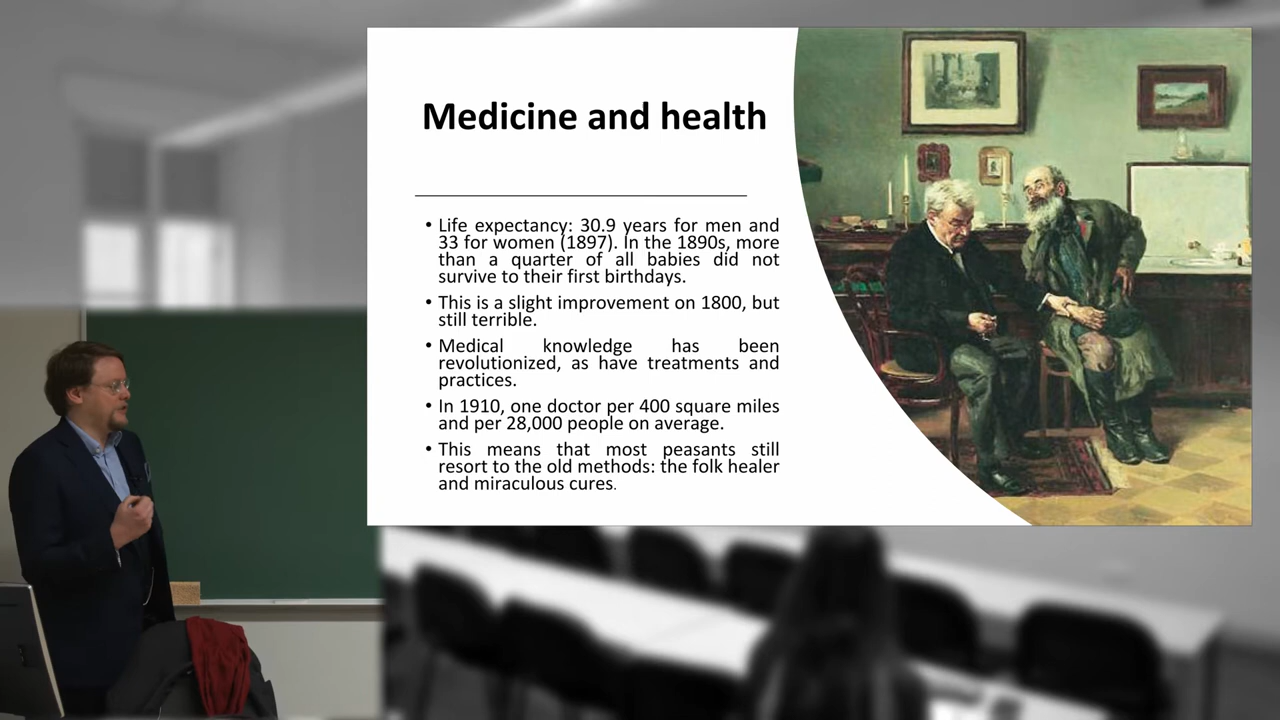 Medicine and health
• Life expectancy: 30.9 years for men and
33 for women (1897). In the 1890s, more
than a quarter of all babies did not
survive to their first birthdays.
• This is a slight improvement on 1800, but
still terrible.
• Medical knowledge has been
revolutionized, as have treatments and
practices.
• In 1910, one doctor per 400 square miles
and per 28,000 people on average.
• This means that most peasants still
resort to the old methods: the folk healer
and miraculous cures.